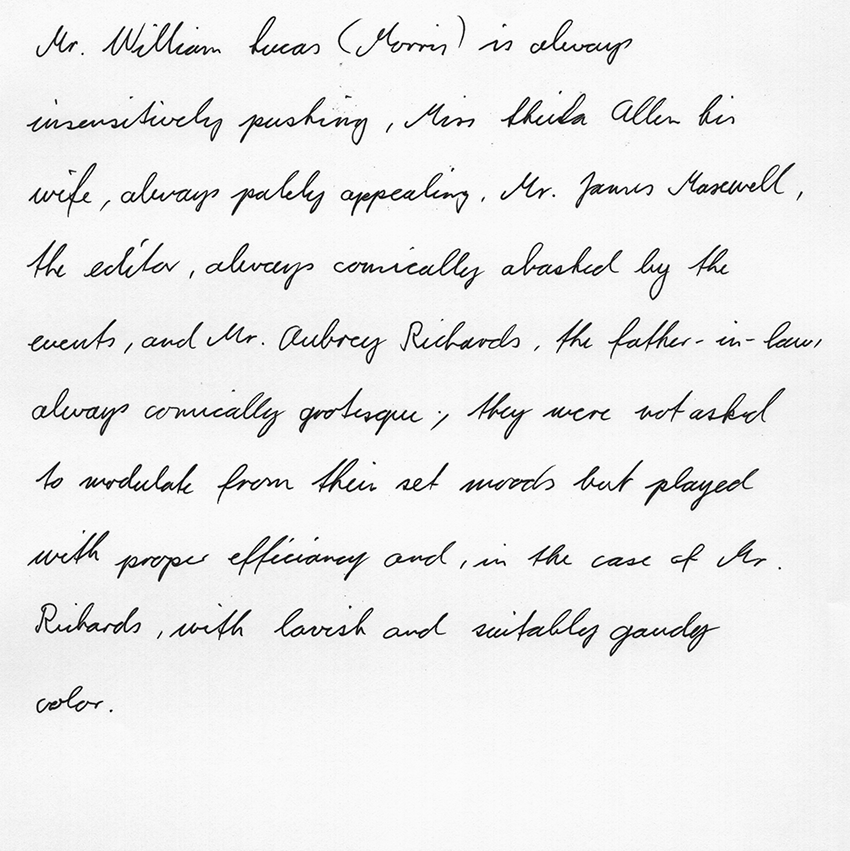 Mr. William Lucas (Morris) is always
insensitively pushing, Miss Sheila Allen his
wife, always palely appealing, Mr. James Maxwell,
the editor, always comically abashed by the
events, and Mr. Aubrey Richards, the father-in-law,
always comically grotesque; they were not asked
to modulate from their set moods but played
with proper efficiency and, in the case of Mr.
Richards, with lavish and suitably gaudy
color.